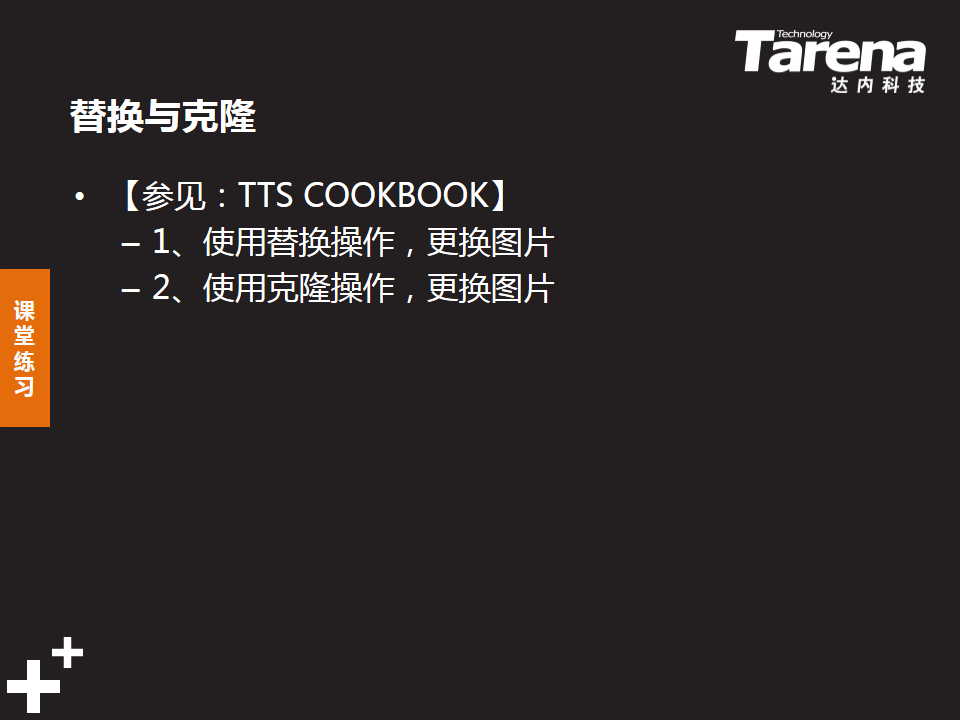 Technology
Tarena
达内科技
替换与克隆
• 【参见：TTS COOKBOOK】
– 1、使用替换操作，更换图片
– 2、使用克隆操作，更换图片
课堂练习